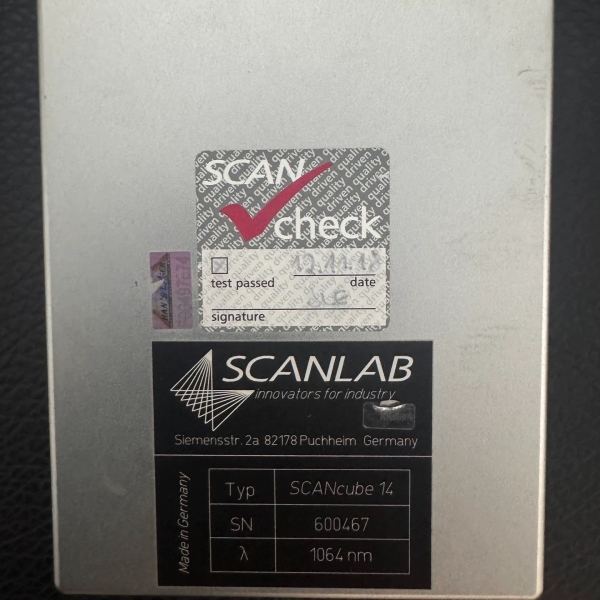 SCAN
check
test passed
date
signature
SCANLAB
innovators for industry
Siemensstr. 2a 82178 Puchheim Germany
Made in Germany
Typ SCANcube 14
SN 600467
λ 1064 nm